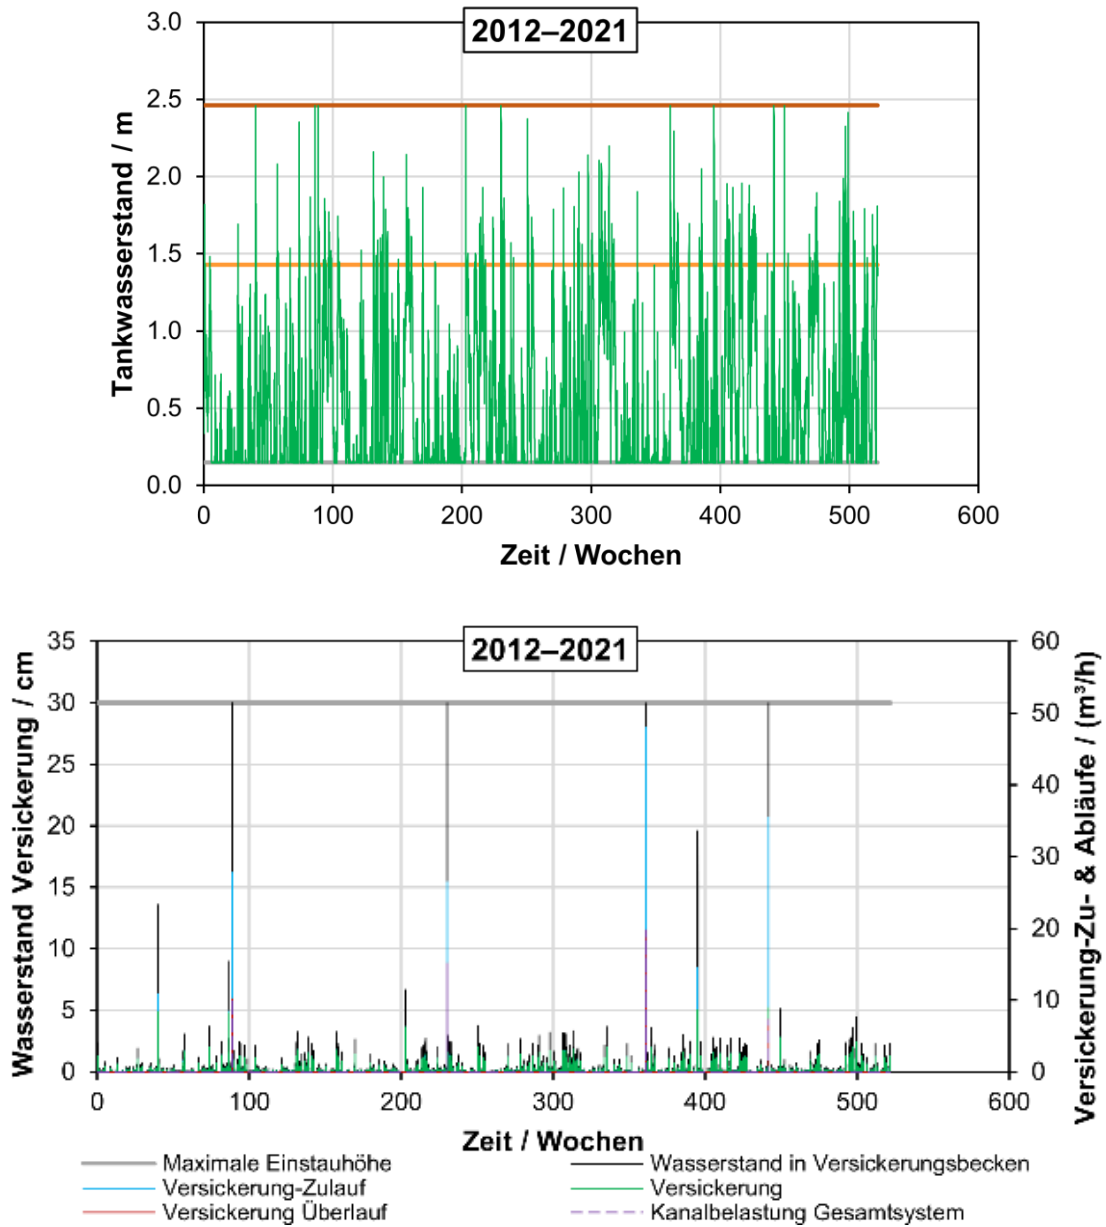 2012–2021
Tankwasserstand / m
3.0
2.5
2.0
1.5
1.0
0.5
0.0
0 100 200 300 400 500 600
Zeit / Wochen
2012–2021
Wasserstand Versickerung / cm
35
30
25
20
15
10
5
0
60
50
40
30
20
10
0
Versickerung-Zu- & Abläufe / (m³/h)
0 100 200 300 400 500 600
Zeit / Wochen
Maximale Einstauhöhe
Wasserstand in Versickerungsbecken
Versickerung-Zulauf
Versickerung
Versickerung Überlauf
Kanalbelastung Gesamtsystem